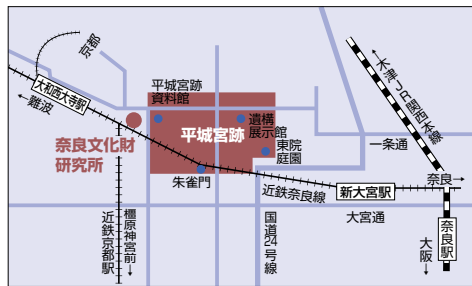 京都
大和西大寺駅
←難波
平城宮跡
資料館
遺構
展示館
東院
庭園
平城宮跡
奈良文化財
研究所
朱雀門
←木津JR関西本線
一条通
奈良→
近鉄奈良線
新大宮駅
大宮通
近鉄京都駅
橿原神宮前→
国道24号線
奈良駅
大阪→